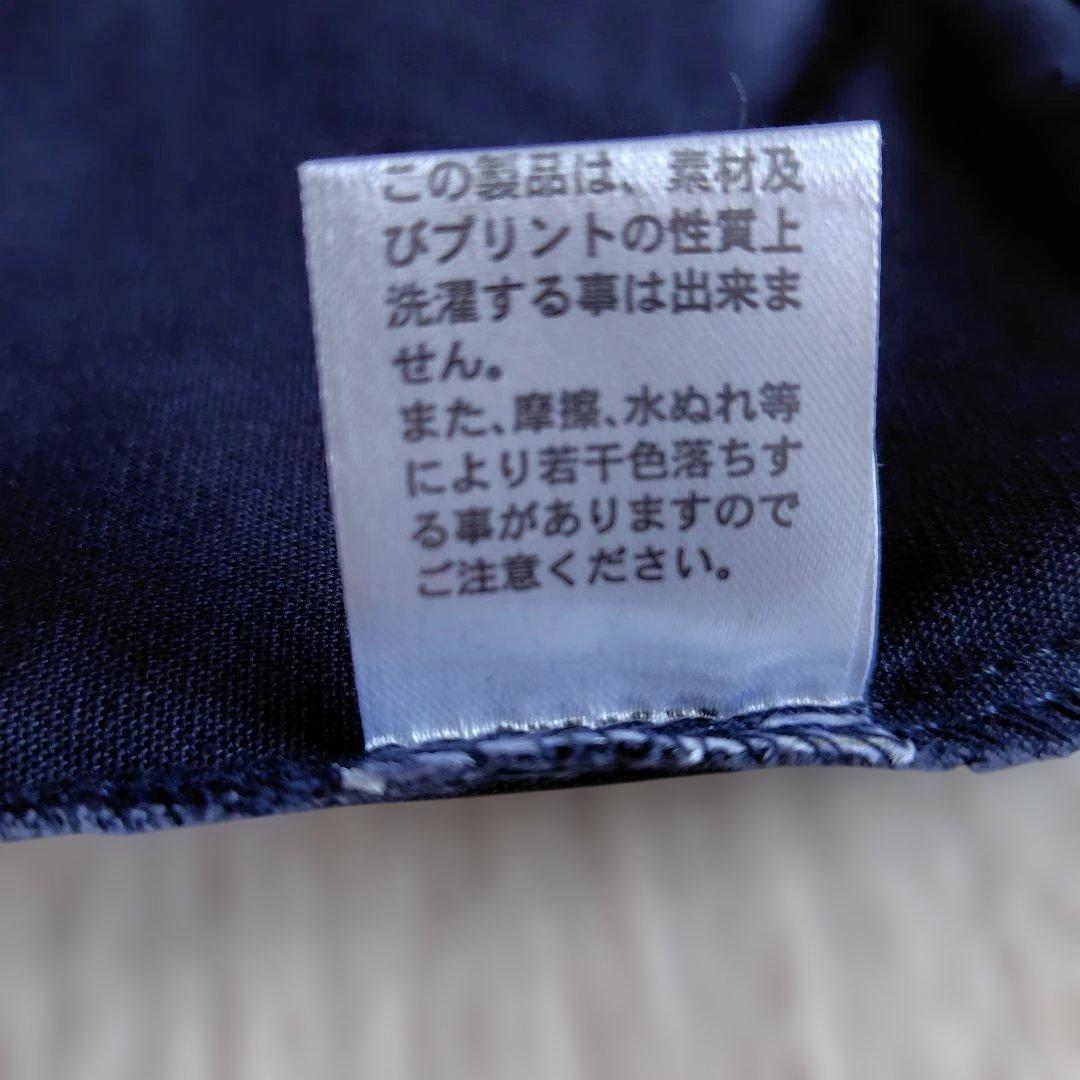 この製品は、素材及
びプリントの性質上
洗濯する事は出来ま
せん。
また、摩擦、水ぬれ等
により若干色落ちす
る事がありますので
ご注意ください。